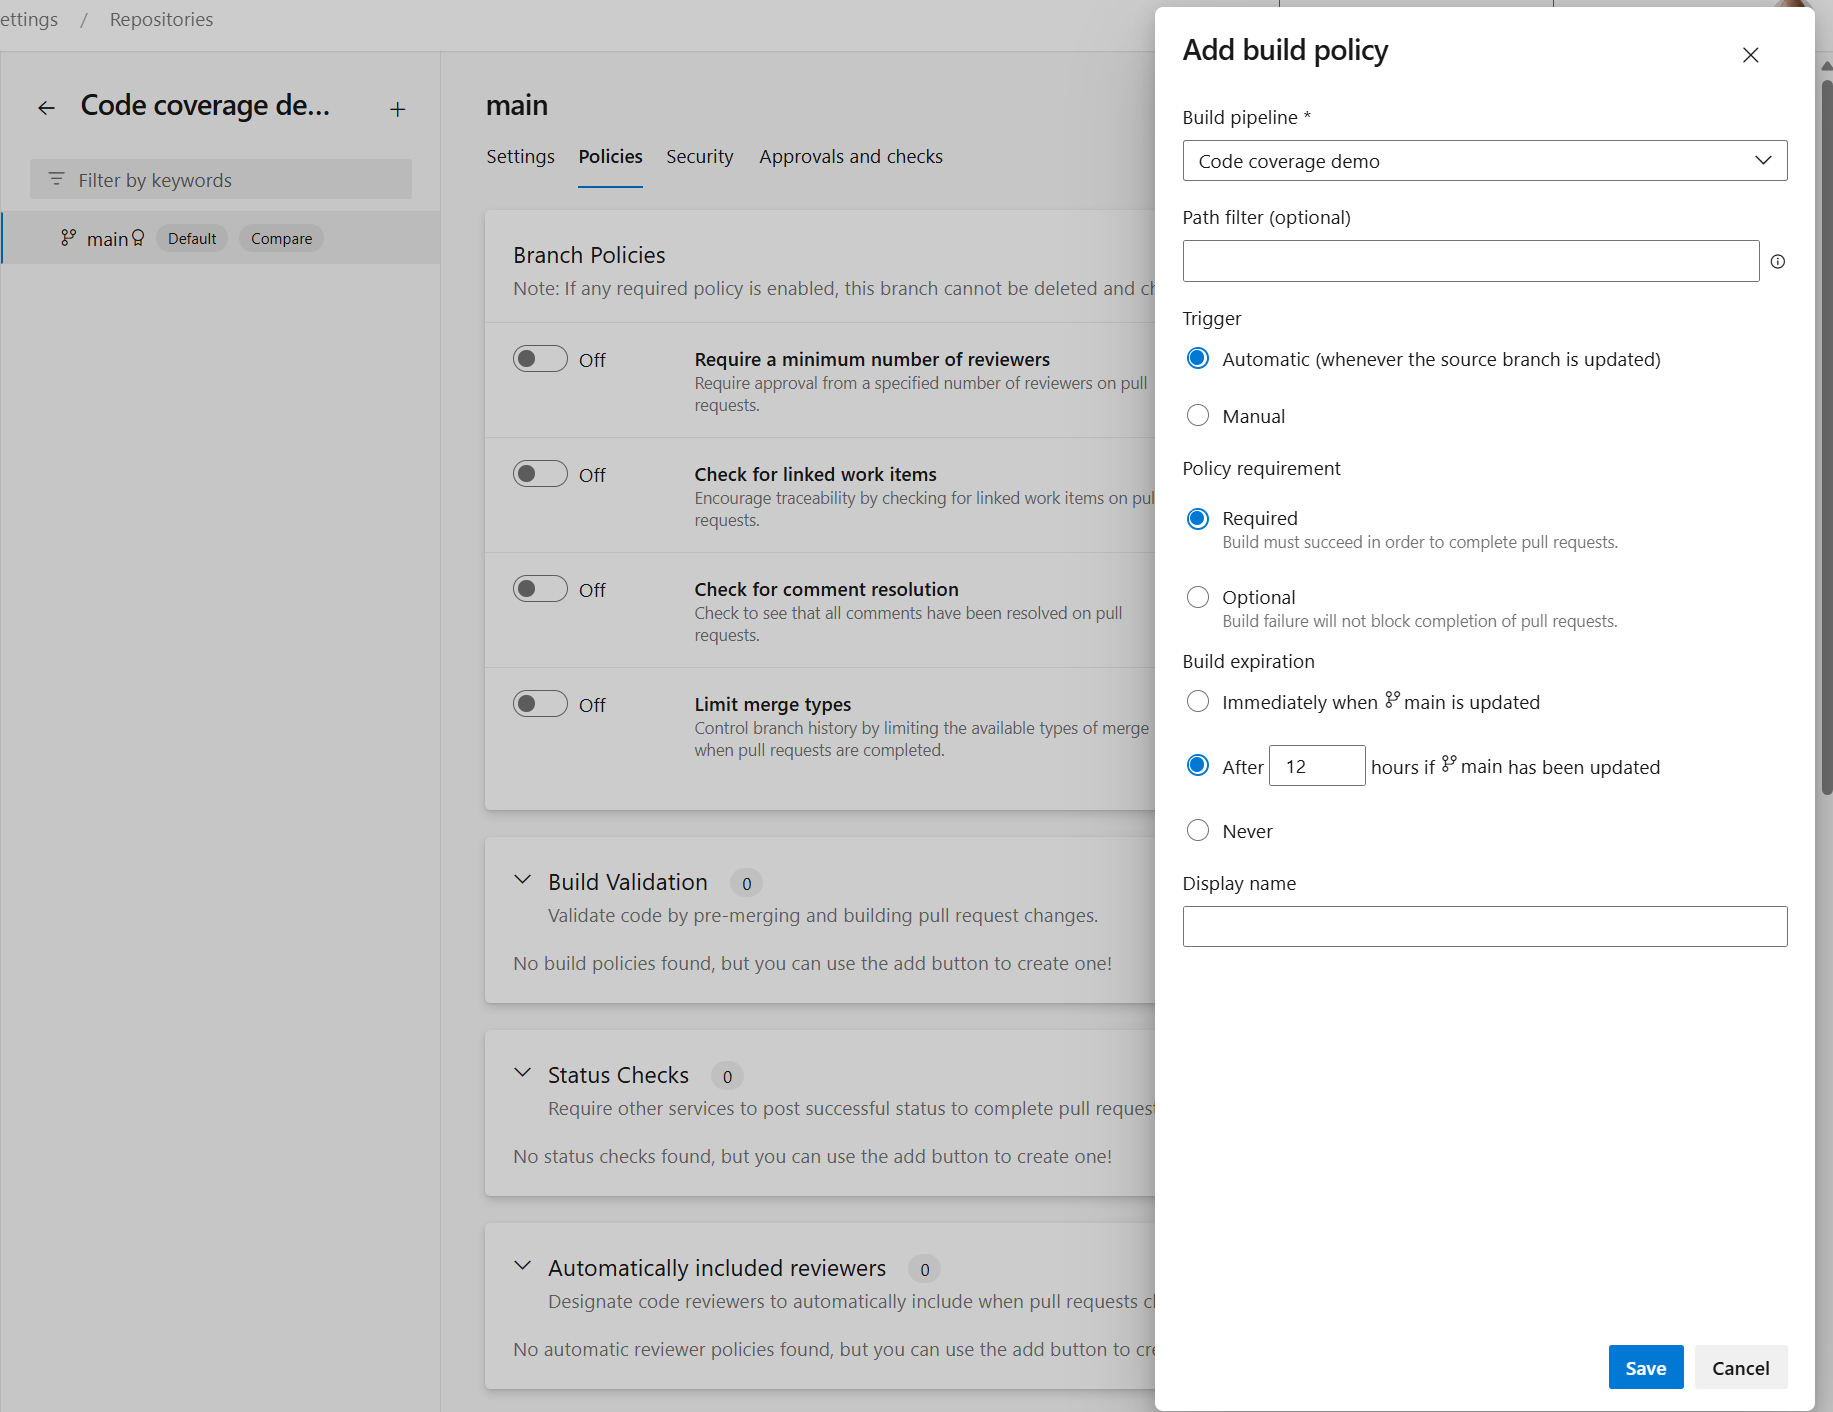 ettings / Repositories
Code coverage de...
+
Filter by keywords
main Default Compare
main
Settings Policies Security Approvals and checks
Branch Policies
Note: If any required policy is enabled, this branch cannot be deleted and
Off Require a minimum number of reviewers
Require approval from a specified number of reviewers on pull
requests.
Off Check for linked work items
Encourage traceability by checking for linked work items on pul
requests.
Off Check for comment resolution
Check to see that all comments have been resolved on pull
requests.
Off Limit merge types
Control branch history by limiting the available types of merge
when pull requests are completed.
Build Validation 0
Validate code by pre-merging and building pull request changes.
No build policies found, but you can use the add button to create one!
Status Checks 0
Require other services to post successful status to complete pull request
No status checks found, but you can use the add button to create one!
Automatically included reviewers 0
Designate code reviewers to automatically include when pull requests
No automatic reviewer policies found, but you can use the add button to
Add build policy
Build pipeline *
Code coverage demo
Path filter (optional)
Trigger
Automatic (whenever the source branch is updated)
Manual
Policy requirement
Required
Build must succeed in order to complete pull requests.
Optional
Build failure will not block completion of pull requests.
Build expiration
Immediately when main is updated
After 12 hours if main has been updated
Never
Display name
Save Cancel